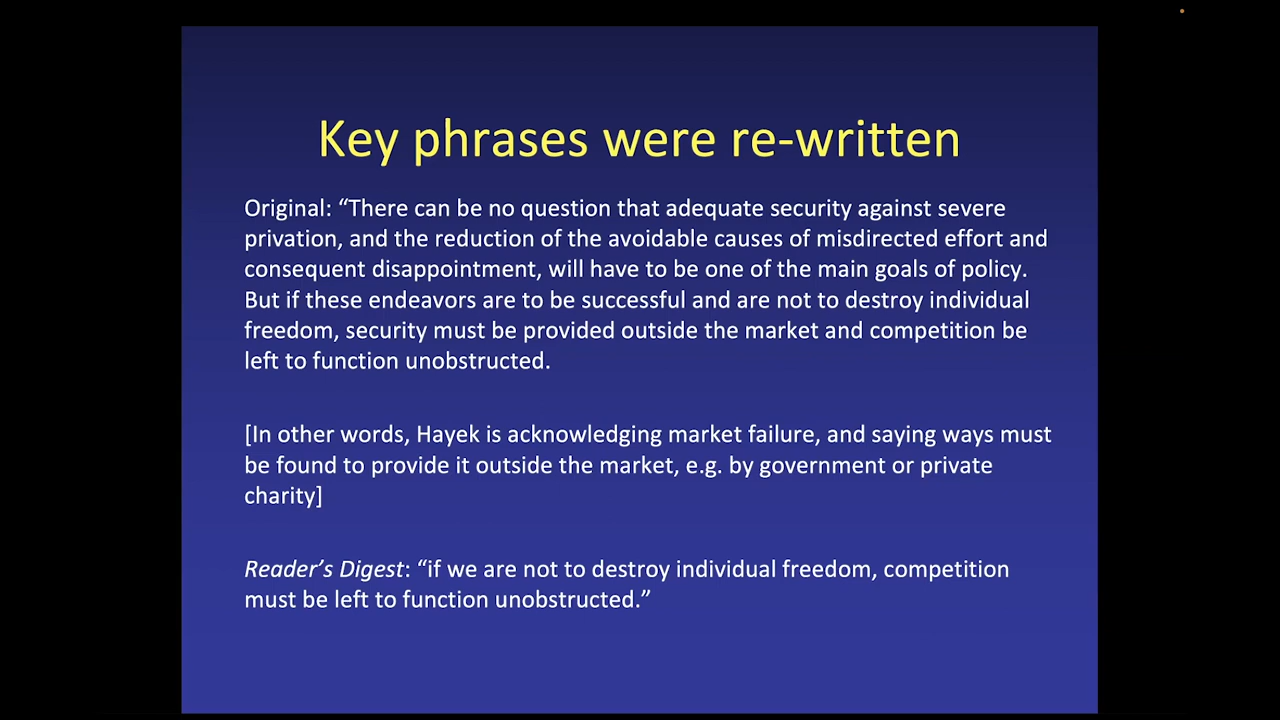 Key phrases were re-written
Original: “There can be no question that adequate security against severe
privation, and the reduction of the avoidable causes of misdirected effort and
consequent disappointment, will have to be one of the main goals of policy.
But if these endeavors are to be successful and are not to destroy individual
freedom, security must be provided outside the market and competition be
left to function unobstructed.
[In other words, Hayek is acknowledging market failure, and saying ways must
be found to provide it outside the market, e.g. by government or private
charity]
Reader’s Digest: “if we are not to destroy individual freedom, competition
must be left to function unobstructed.”